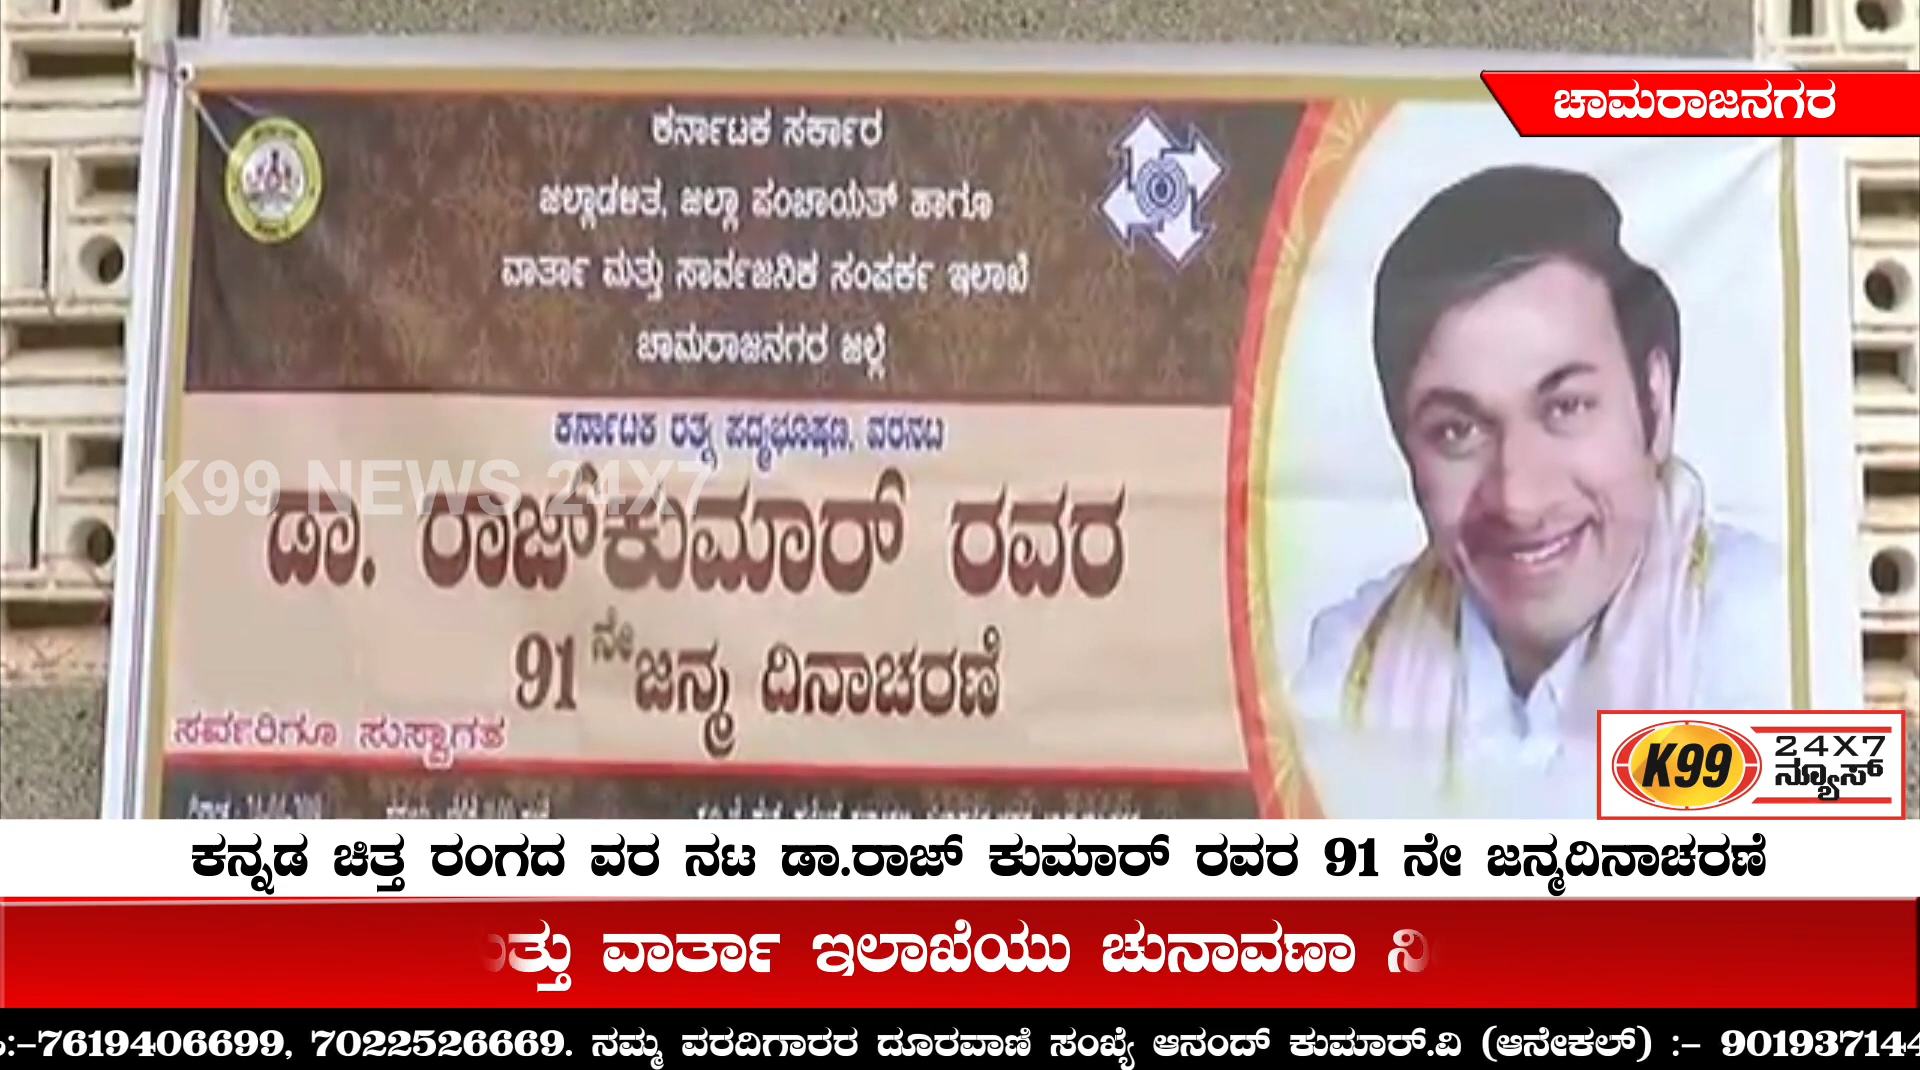 ಚಾಮರಾಜನಗರ
ಕರ್ನಾಟಕ ಸರ್ಕಾರ
ಜಿಲ್ಲಾಡಳಿತ, ಜಿಲ್ಲಾ ಪಂಚಾಯತ್ ಹಾಗೂ
ವಾರ್ತಾ ಮತ್ತು ಸಾರ್ವಜನಿಕ ಸಂಪರ್ಕ ಇಲಾಖೆ
ಚಾಮರಾಜನಗರ ಜಿಲ್ಲೆ
ಕರ್ನಾಟಕ ರತ್ನ ಪದ್ಮಭೂಷಣ, ವರನಟ
K99 NEWS 24X7
ಡಾ. ರಾಜ್‌ಕುಮಾರ್ ರವರ
91 ನೇ ಜನ್ಮ ದಿನಾಚರಣೆ
ಸರ್ವರಿಗೂ ಸುಸ್ವಾಗತ
K99 24X7 ನ್ಯೂಸ್
ಕನ್ನಡ ಚಿತ್ತ ರಂಗದ ವರ ನಟ ಡಾ.ರಾಜ್ ಕುಮಾರ್ ರವರ 91 ನೇ ಜನ್ಮದಿನಾಚರಣೆ
ವಾರ್ತಾ ಇಲಾಖೆಯು ಚುನಾವಣಾ
:-7619406699, 7022526669. ನಮ್ಮ ವರದಿಗಾರರ ದೂರವಾಣಿ ಸಂಖ್ಯೆ ಆನಂದ್ ಕುಮಾರ್.ವಿ (ಆನೇಕಲ್) :- 901937144